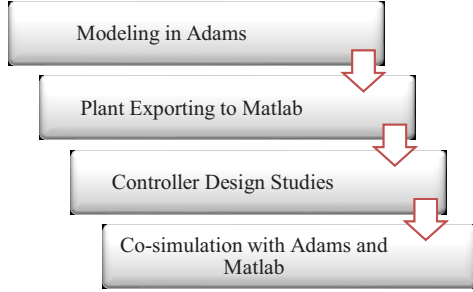 Modeling in Adams
Plant Exporting to Matlab
Controller Design Studies
Co-simulation with Adams and
Matlab